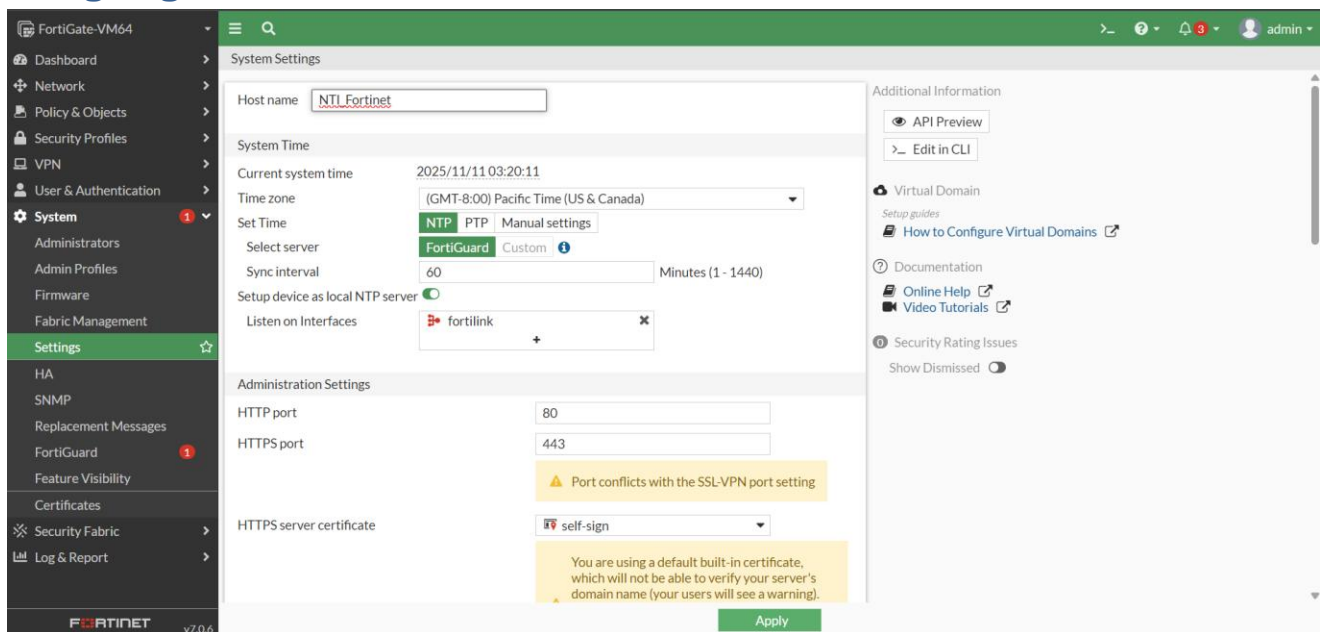 FortiGate-VM64
3
admin
Dashboard
System Settings
Network
Policy & Objects
Security Profiles
VPN
User & Authentication
System 1
Administrators
Admin Profiles
Firmware
Fabric Management
Settings
HA
SNMP
Replacement Messages
FortiGuard 1
Feature Visibility
Certificates
Security Fabric
Log & Report
FORTINET v7.0.6
Host name NTI_Fortinet
System Time
Current system time 2025/11/11 03:20:11
Time zone (GMT-8:00) Pacific Time (US & Canada)
Set Time NTP PTP Manual settings
Select server FortiGuard Custom
Sync interval 60 Minutes (1 - 1440)
Setup device as local NTP server
Listen on Interfaces fortilink
Administration Settings
HTTP port 80
HTTPS port 443
Port conflicts with the SSL-VPN port setting
HTTPS server certificate self-sign
You are using a default built-in certificate,
which will not be able to verify your server's
domain name (your users will see a warning).
Apply
Additional Information
API Preview
>_ Edit in CLI
Virtual Domain
Setup guides
How to Configure Virtual Domains
Documentation
Online Help
Video Tutorials
0 Security Rating Issues
Show Dismissed